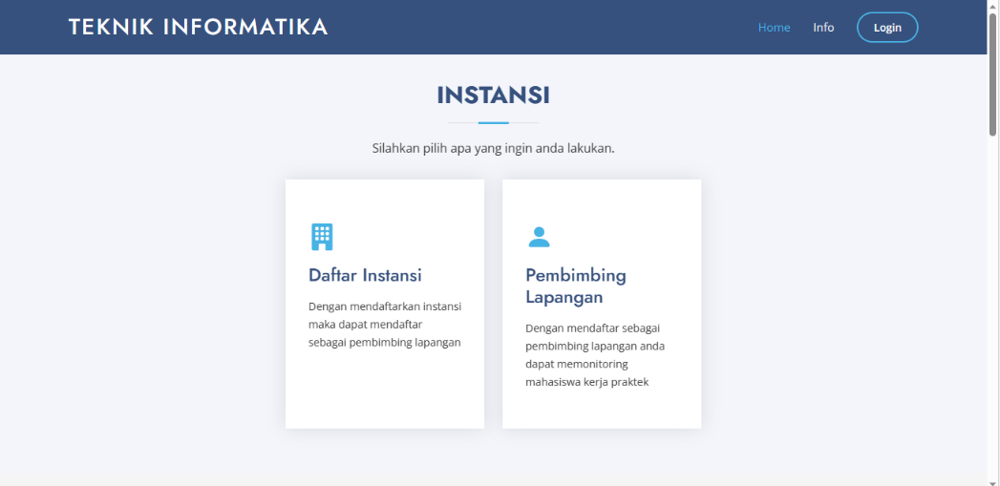 TEKNIK INFORMATIKA
Home Info Login
INSTANSI
Silahkan pilih apa yang ingin anda lakukan.
Daftar Instansi
Dengan mendaftarkan instansi
maka dapat mendaftar
sebagai pembimbing lapangan
Pembimbing
Lapangan
Dengan mendaftar sebagai
pembimbing lapangan anda
dapat memonitoring
mahasiswa kerja praktek